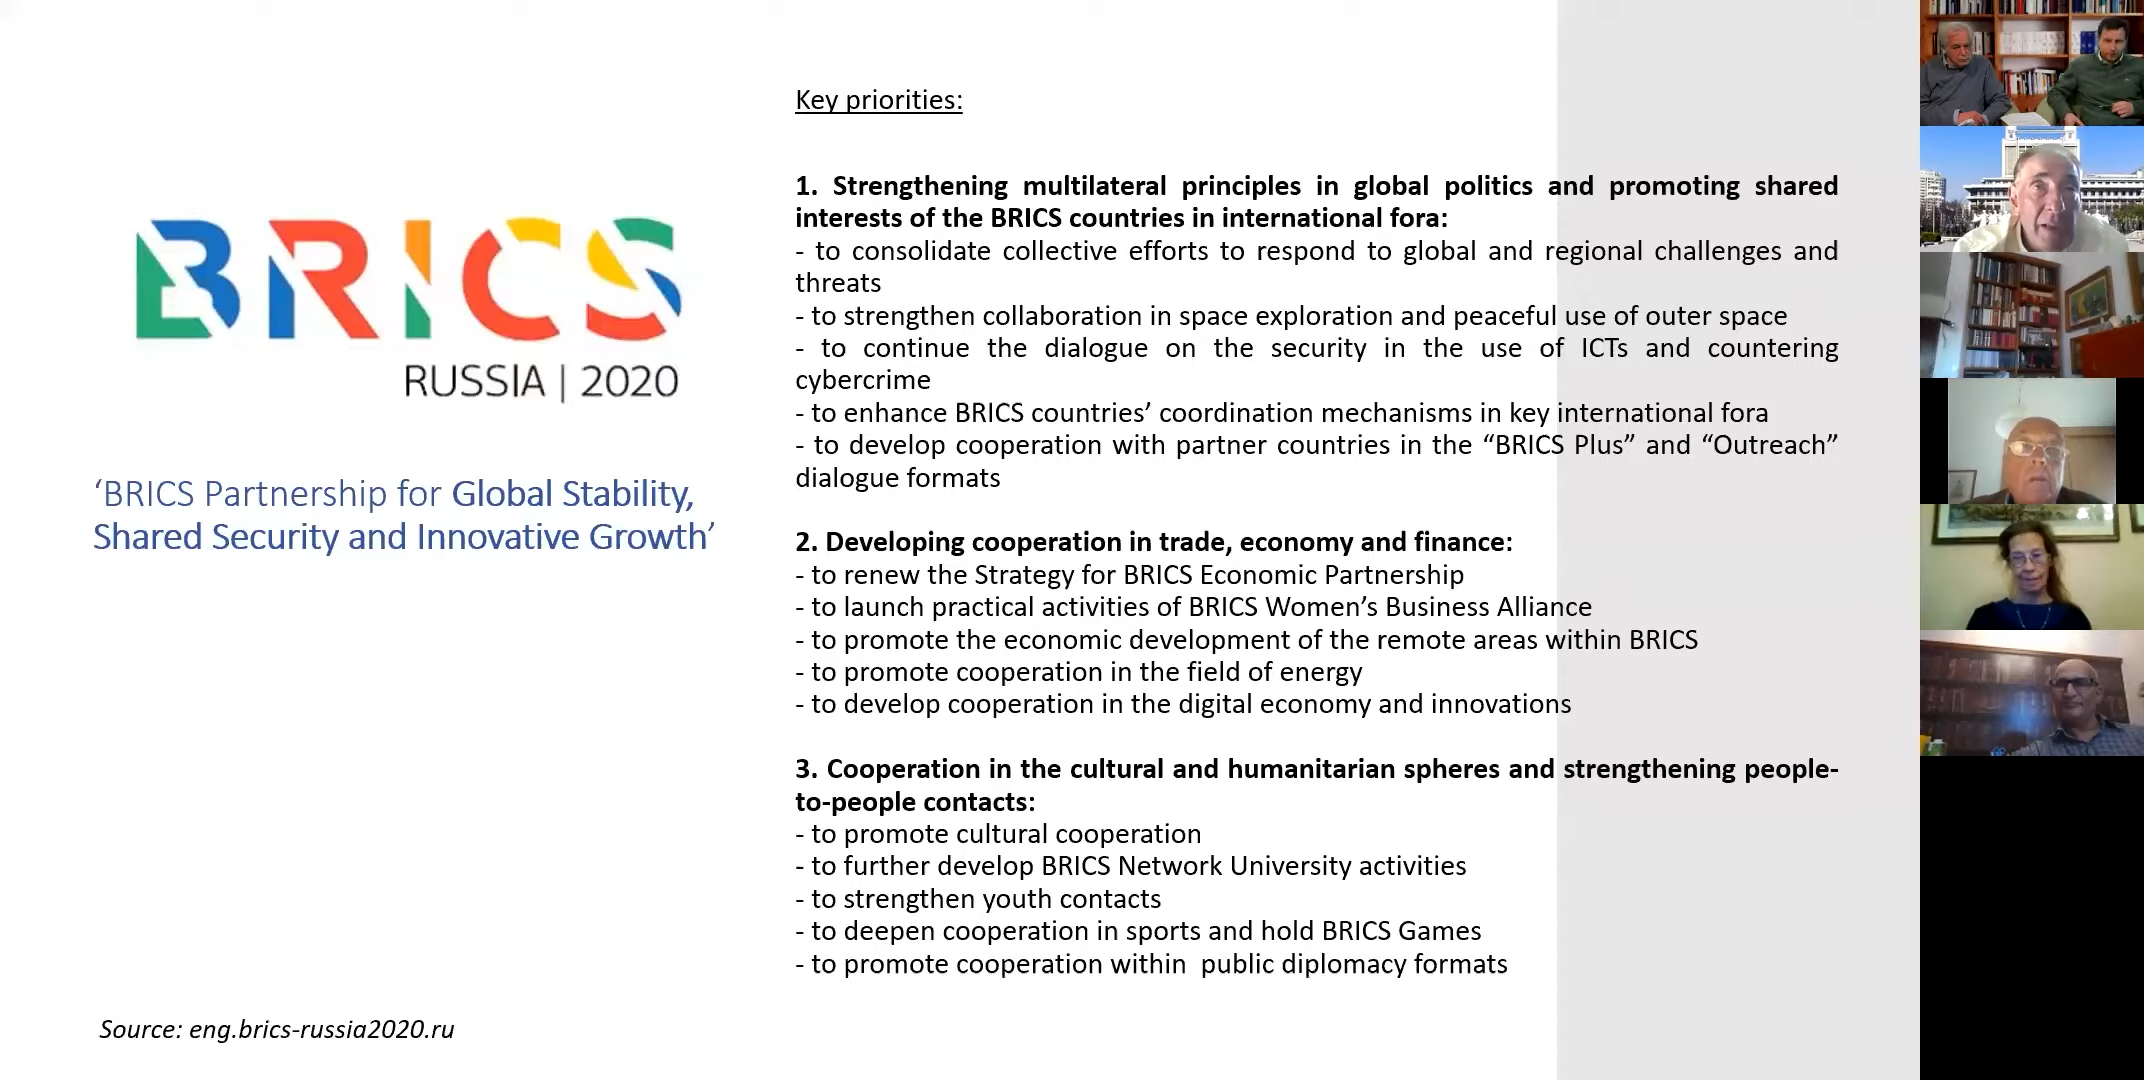 BRICS
RUSSIA | 2020
‘BRICS Partnership for Global Stability,
Shared Security and Innovative Growth’
Source: eng.brics-russia2020.ru
Key priorities:
1. Strengthening multilateral principles in global politics and promoting shared
interests of the BRICS countries in international fora:
- to consolidate collective efforts to respond to global and regional challenges and
threats
- to strengthen collaboration in space exploration and peaceful use of outer space
- to continue the dialogue on the security in the use of ICTs and countering
cybercrime
- to enhance BRICS countries’ coordination mechanisms in key international fora
- to develop cooperation with partner countries in the “BRICS Plus” and “Outreach”
dialogue formats
2. Developing cooperation in trade, economy and finance:
- to renew the Strategy for BRICS Economic Partnership
- to launch practical activities of BRICS Women’s Business Alliance
- to promote the economic development of the remote areas within BRICS
- to promote cooperation in the field of energy
- to develop cooperation in the digital economy and innovations
3. Cooperation in the cultural and humanitarian spheres and strengthening people-
to-people contacts:
- to promote cultural cooperation
- to further develop BRICS Network University activities
- to strengthen youth contacts
- to deepen cooperation in sports and hold BRICS Games
- to promote cooperation within  public diplomacy formats